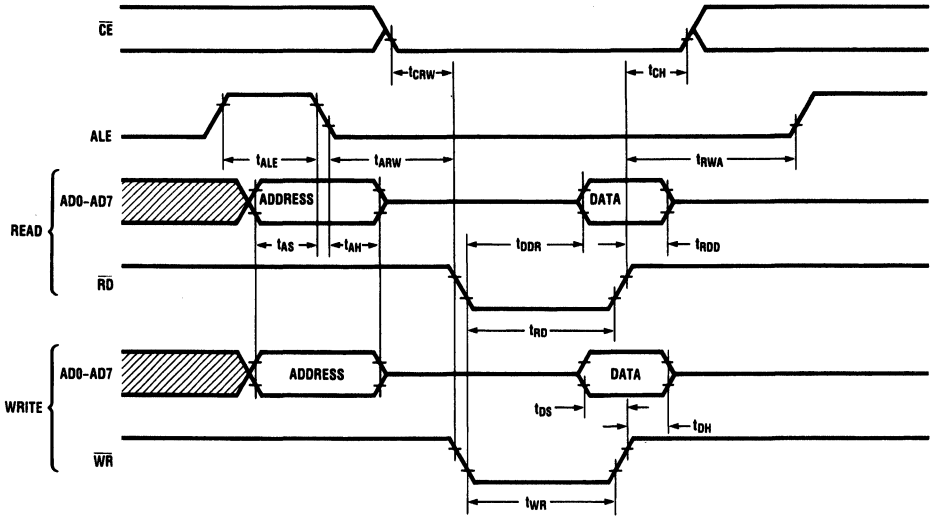 CE
tCRW
tCH
ALE
tALE
tARW
tRWA
READ
AD0–AD7
ADDRESS
DATA
tAS
tAH
tDDR
tRDD
RD
tRD
WRITE
AD0–AD7
ADDRESS
DATA
tDS
tDH
WR
tWR